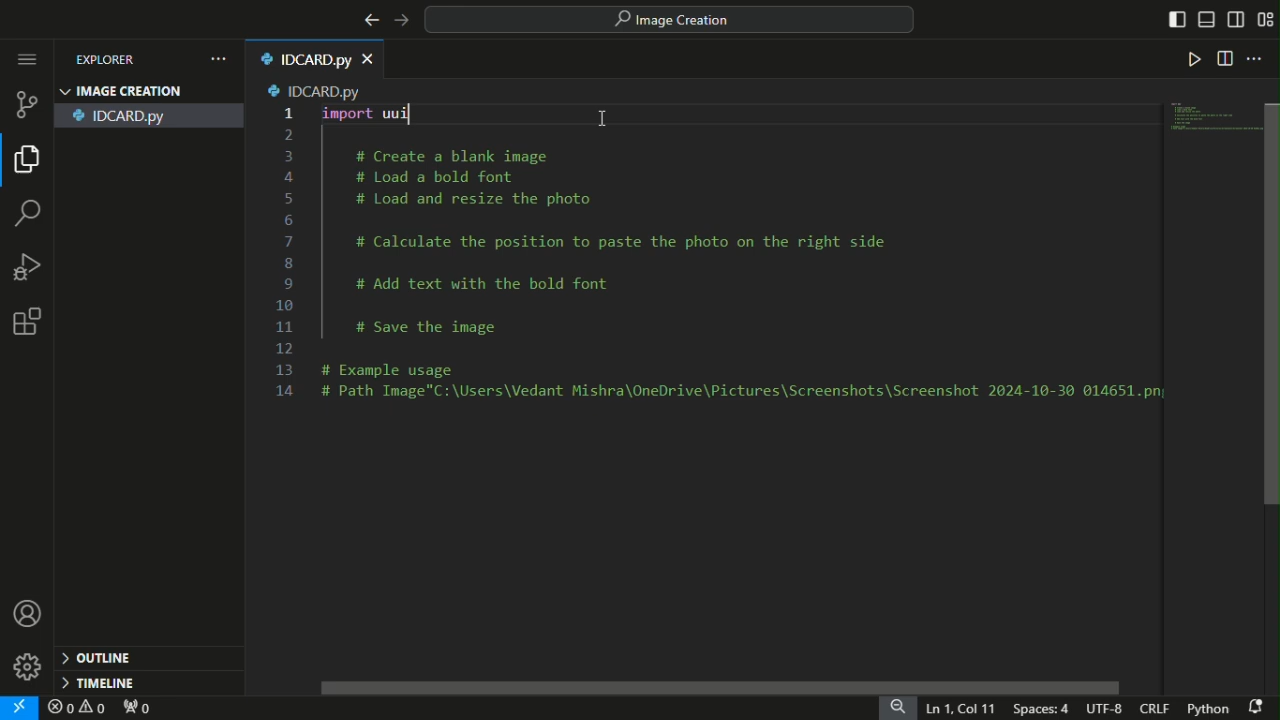 Image Creation
EXPLORER
IMAGE CREATION
IDCARD.py
OUTLINE
TIMELINE
IDCARD.py
IDCARD.py
1 import uui
2
3 # Create a blank image
4 # Load a bold font
5 # Load and resize the photo
6
7 # Calculate the position to paste the photo on the right side
8
9 # Add text with the bold font
10
11 # Save the image
12
13 # Example usage
14 # Path Image"C:\Users\Vedant Mishra\OneDrive\Pictures\Screenshots\Screenshot 2024-10-30 014651.pn
0 0 0 Ln 1, Col 11 Spaces: 4 UTF-8 CRLF Python